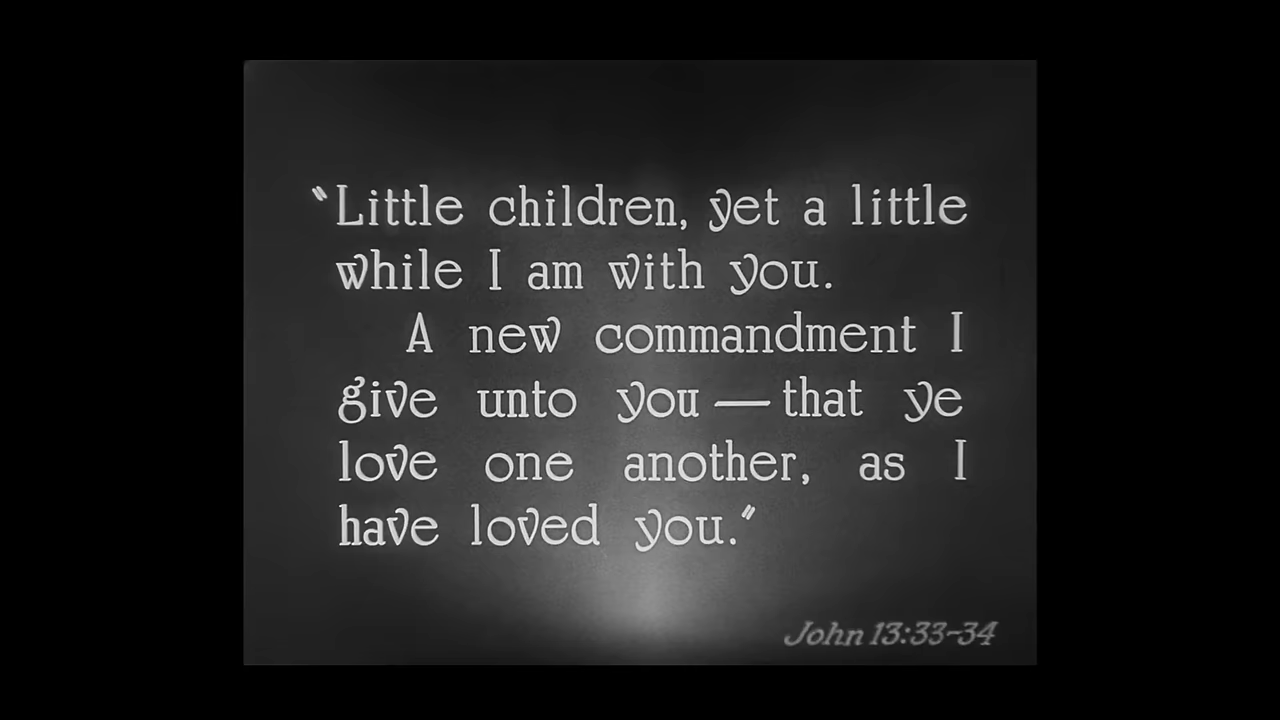 "Little children, yet a little
while I am with you.
A new commandment I
give unto you — that ye
love one another, as I
have loved you."
John 13:33-34